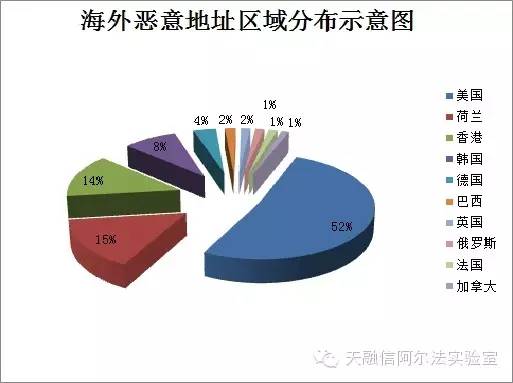 海外恶意地址区域分布示意图
1%
4%
2%
2%
1%
1%
8%
14%
15%
52%
美国
荷兰
香港
韩国
德国
巴西
英国
俄罗斯
法国
加拿大
天融信阿尔法实验室